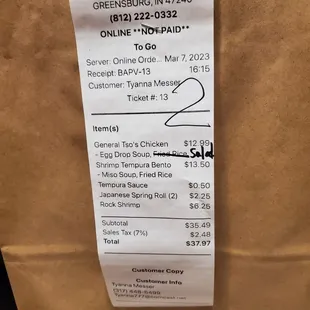 GREENSBURG, IN 47240
(812) 222-0332
ONLINE **NOT PAID**
To Go
Server: Online Orde... Mar 7, 2023
Receipt: BAPV-13 16:15
Customer: Tyanna Messer
Ticket #: 13
2
Item(s)
General Tso's Chicken $12.99
- Egg Drop Soup, Fried Rice Salad
Shrimp Tempura Bento $13.50
- Miso Soup, Fried Rice
Tempura Sauce $0.50
Japanese Spring Roll (2) $2.25
Rock Shrimp $6.25
Subtotal $35.49
Sales Tax (7%) $2.48
Total $37.97
Customer Copy
Customer Info
Tyanna Messer